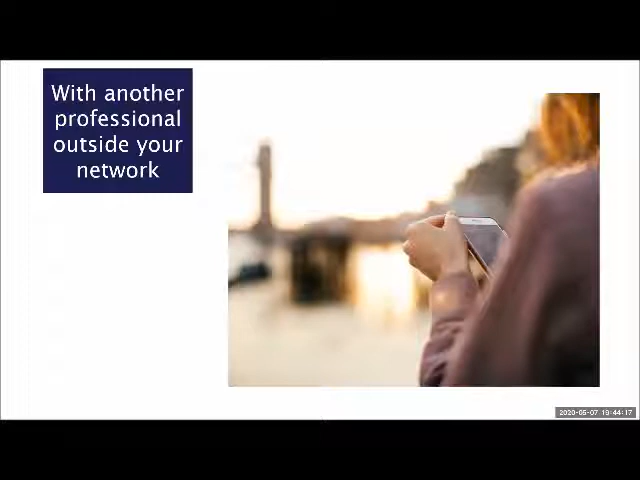 With another
professional
outside your
network
2020-05-07 19:44:17